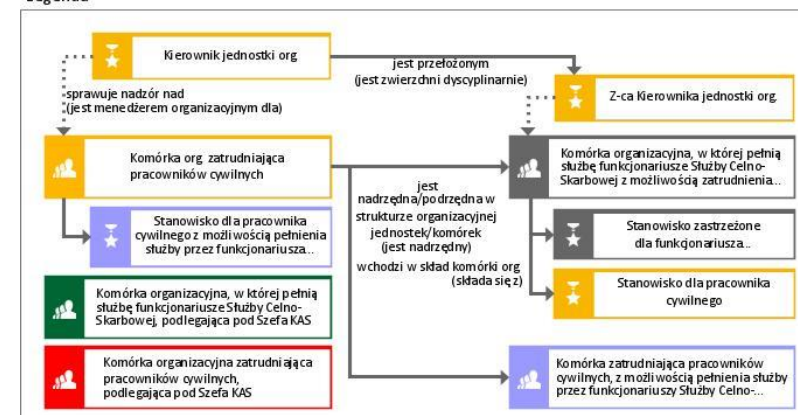 Legenda
Kierownik jednostki org
jest przełożonym
(jest zwierzchni dyscyplinarnie)
sprawuje nadzór nad
(jest menedżerem organizacyjnym dla)
Z-ca Kierownika jednostki org.
Komórka org zatrudniająca
pracowników cywilnych
Komórka organizacyjna, w której pełnią
służbę funkcjonariusze Służby Celno-
Skarbowej z możliwością zatrudnienia...
jest
nadrzędna/podrzędna w
strukturze organizacyjnej
jednostek/komórek
(jest nadrzędny)
wchodzi w skład komórki org
(składa się z)
Stanowisko dla pracownika
cywilnego z możliwością pełnienia
służby przez funkcjonariusza...
Stanowisko zastrzeżone
dla funkcjonariusza...
Stanowisko dla pracownika
cywilnego
Komórka organizacyjna, w której pełnią
służbę funkcjonariusze Służby Celno-
Skarbowej, podlegająca pod Szefa KAS
Komórka organizacyjna zatrudniająca
pracowników cywilnych,
podlegająca pod Szefa KAS
Komórka zatrudniająca pracowników
cywilnych, z możliwością pełnienia służby
przez funkcjonariuszy Służby Celno-...